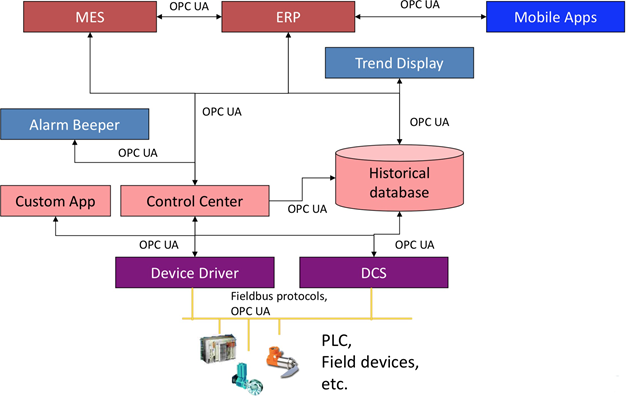 MES
OPC UA
ERP
OPC UA
Mobile Apps
Trend Display
OPC UA
OPC UA
Alarm Beeper
OPC UA
Historical
database
Custom App
Control Center
OPC UA
OPC UA
OPC UA
Device Driver
DCS
Fieldbus protocols,
OPC UA
PLC,
Field devices,
etc.